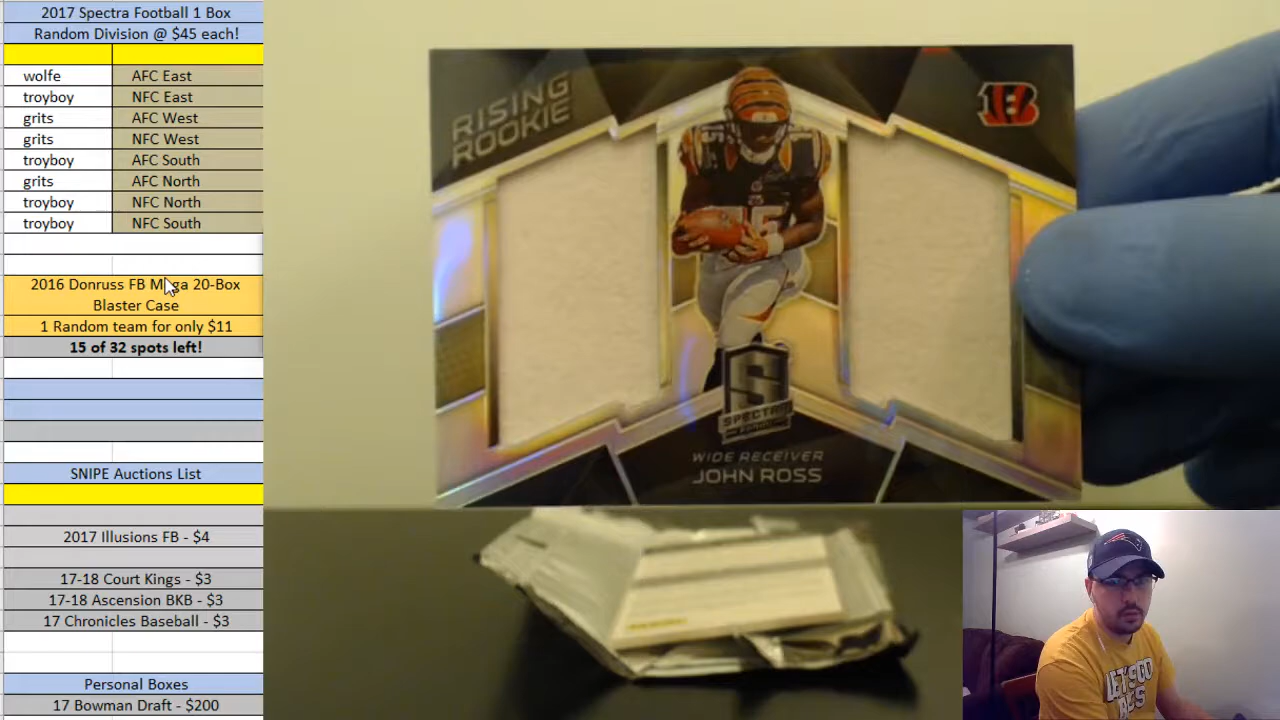 2017 Spectra Football 1 Box
Random Division @ $45 each!
wolfe AFC East
troyboy NFC East
grits AFC West
grits NFC West
troyboy AFC South
grits AFC North
troyboy NFC North
troyboy NFC South
2016 Donruss FB Mega 20-Box
Blaster Case
1 Random team for only $11
15 of 32 spots left!
SNIPE Auctions List
2017 Illusions FB - $4
17-18 Court Kings - $3
17-18 Ascension BKB - $3
17 Chronicles Baseball - $3
Personal Boxes
17 Bowman Draft - $200
RISING
ROOKIE
B
15
S
SPECTRA
WIDE RECEIVER
JOHN ROSS
LET'S GO